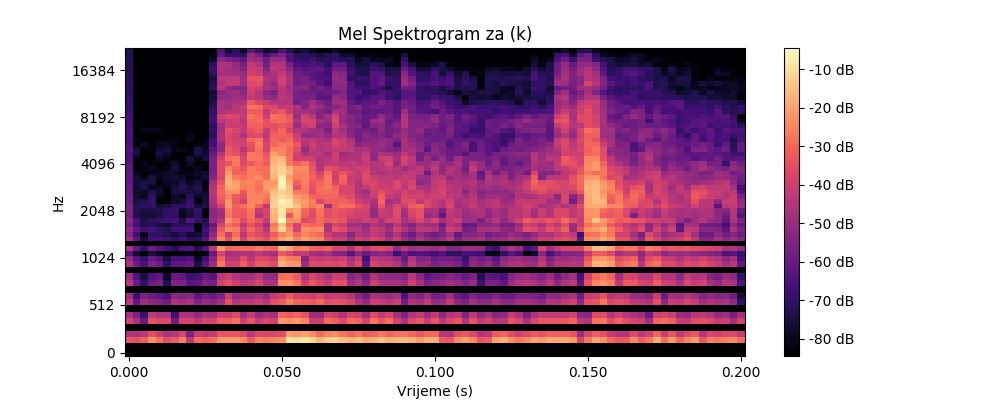 Mel Spektrogram za (k)
Hz
16384
8192
4096
2048
1024
512
0
0.000 0.050 0.100 0.150 0.200
Vrijeme (s)
-10 dB
-20 dB
-30 dB
-40 dB
-50 dB
-60 dB
-70 dB
-80 dB